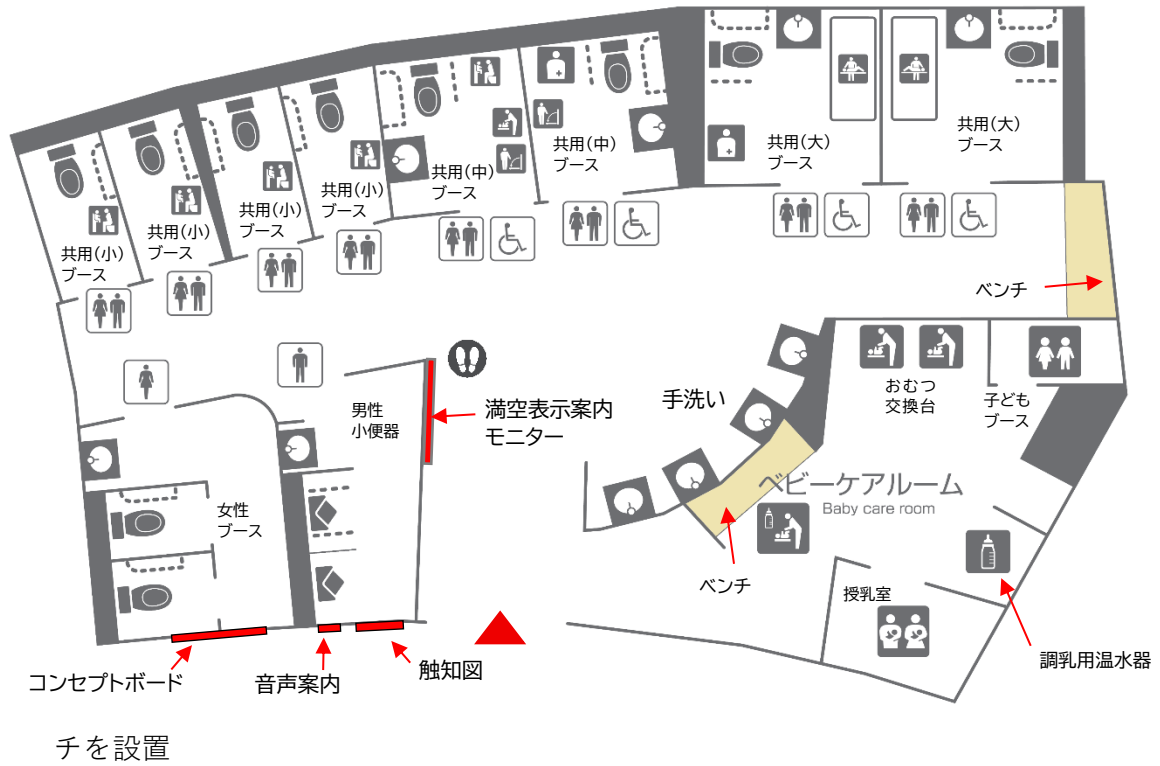 共用(小)
ブース
共用(小)
ブース
共用(小)
ブース
共用(小)
ブース
共用(中)
ブース
共用(中)
ブース
共用(大)
ブース
共用(大)
ブース
ベンチ
男性
小便器
満空表示案内
モニター
手洗い
おむつ
交換台
子ども
ブース
女性
ブース
ベビーケアルーム
Baby care room
ベンチ
授乳室
調乳用温水器
コンセプトボード
音声案内
触知図
チを設置